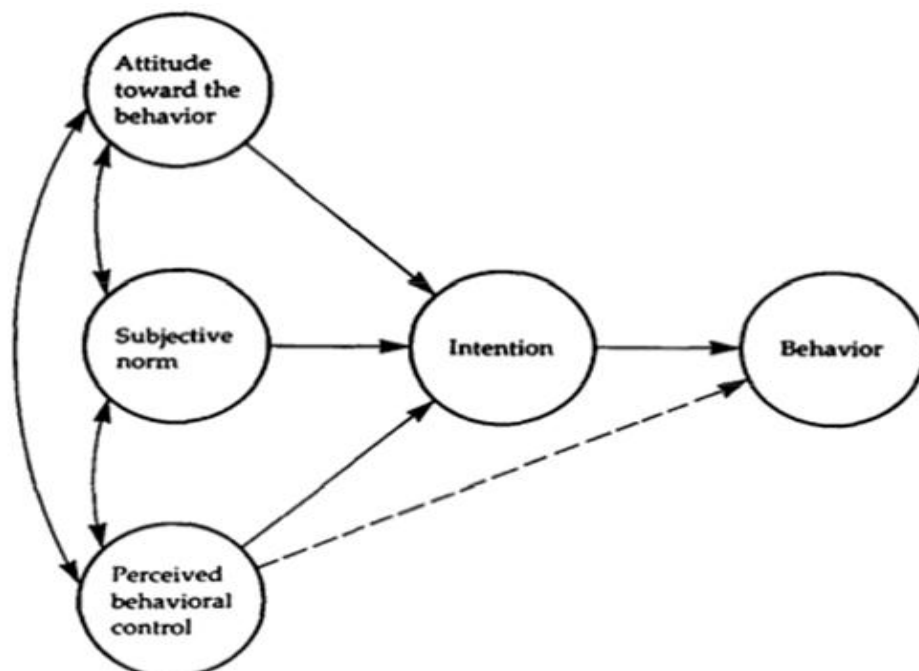 Attitude
toward the
behavior
Subjective
norm
Intention
Behavior
Perceived
behavioral
control